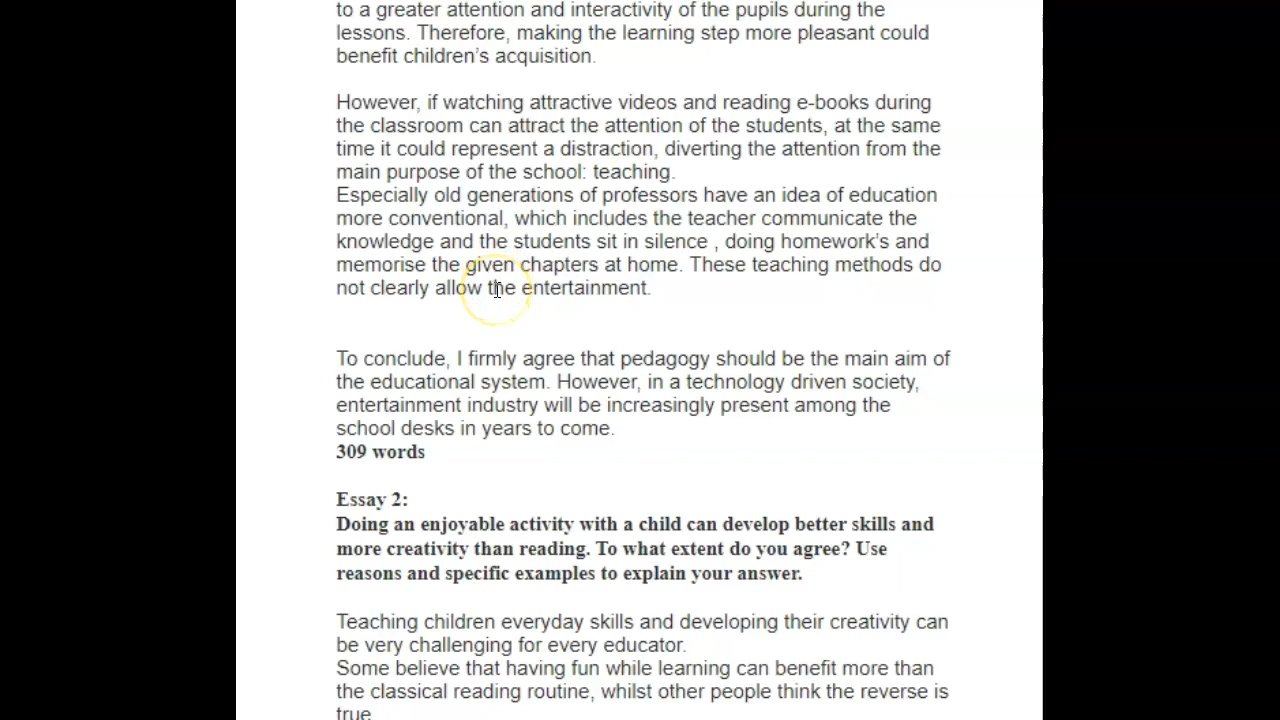 to a greater attention and interactivity of the pupils during the
lessons. Therefore, making the learning step more pleasant could
benefit children's acquisition.
However, if watching attractive videos and reading e-books during
the classroom can attract the attention of the students, at the same
time it could represent a distraction, diverting the attention from the
main purpose of the school: teaching.
Especially old generations of professors have an idea of education
more conventional, which includes the teacher communicate the
knowledge and the students sit in silence , doing homework's and
memorise the given chapters at home. These teaching methods do
not clearly allow the entertainment.
To conclude, I firmly agree that pedagogy should be the main aim of
the educational system. However, in a technology driven society,
entertainment industry will be increasingly present among the
school desks in years to come.
309 words
Essay 2:
Doing an enjoyable activity with a child can develop better skills and
more creativity than reading. To what extent do you agree? Use
reasons and specific examples to explain your answer.
Teaching children everyday skills and developing their creativity can
be very challenging for every educator.
Some believe that having fun while learning can benefit more than
the classical reading routine, whilst other people think the reverse is
true